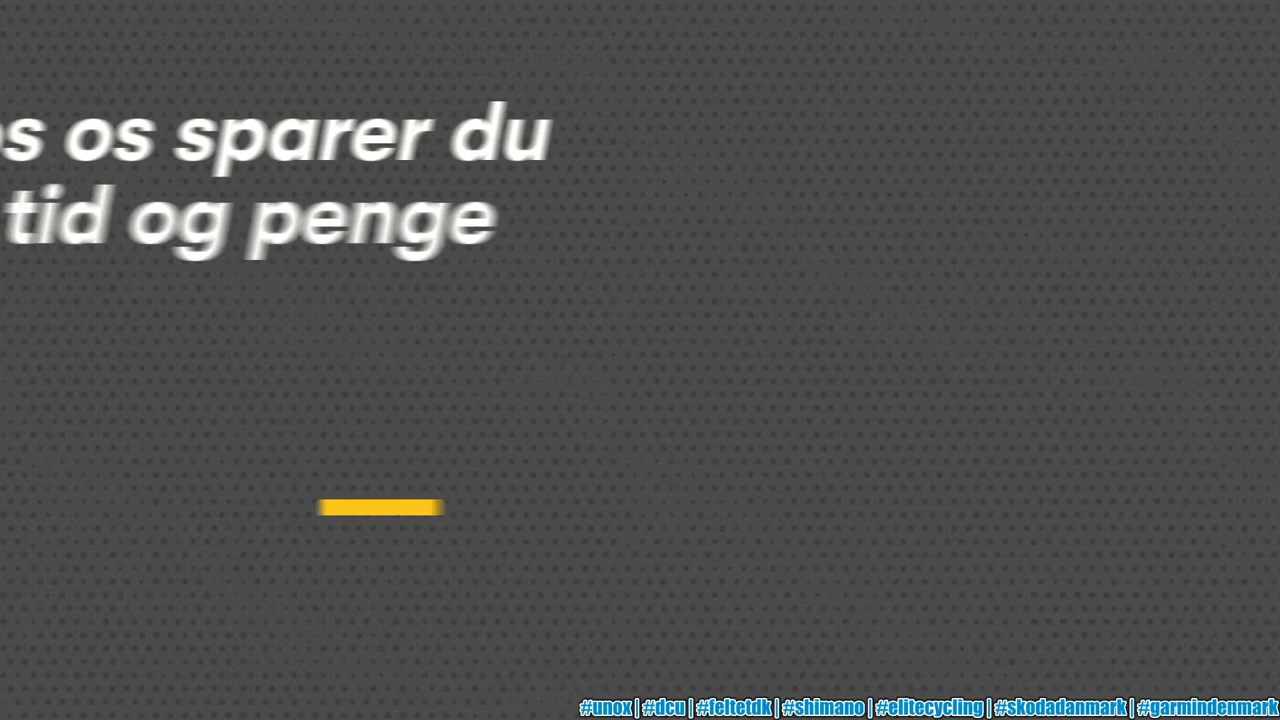 os sparer du
tid og penge
#unox | #dcu | #feltetdk | #shimano | #elitecycling | #skodadanmark | #garmindenmark